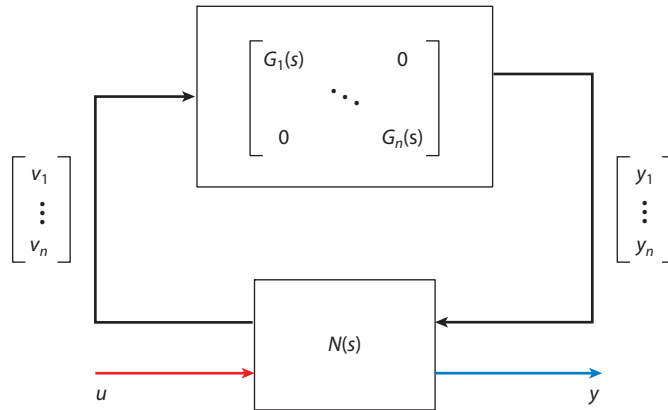 G₁(s) 0
⋱
0 Gₙ(s)
v₁
⋮
vₙ
y₁
⋮
yₙ
N(s)
u
y